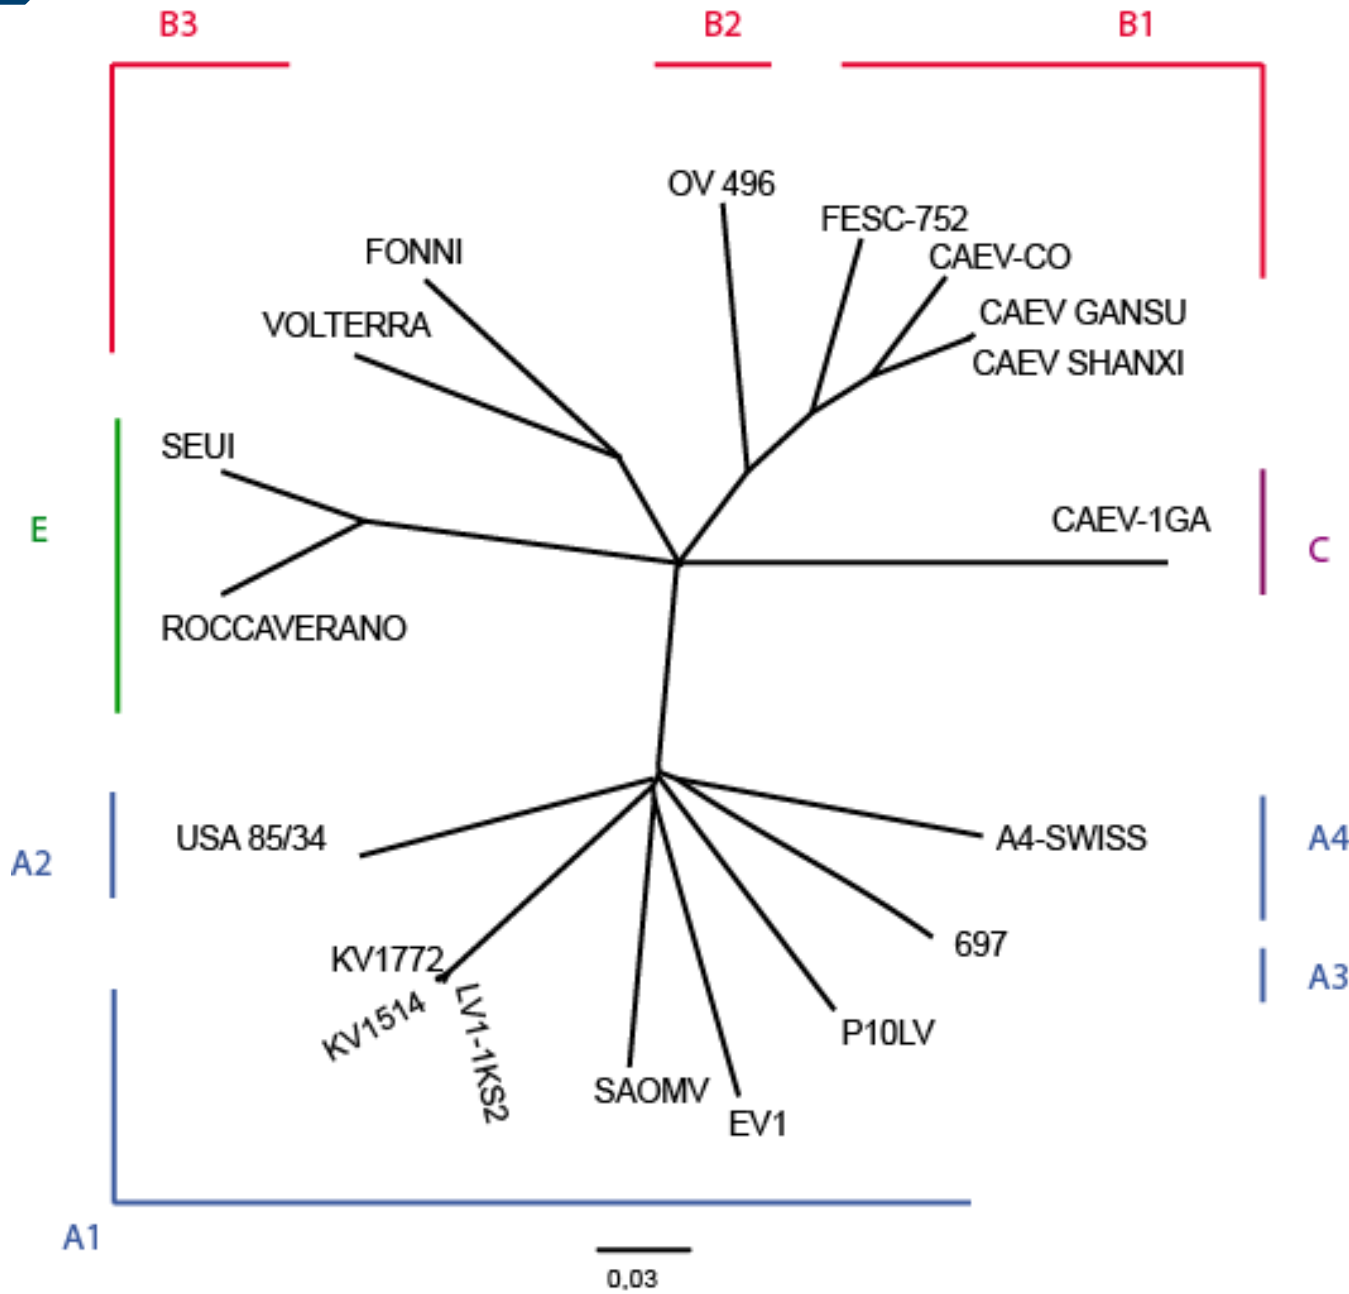 B3
B2
B1
OV 496
FESC-752
FONNI
CAEV-CO
CAEV GANSU
VOLTERRA
CAEV SHANXI
SEUI
CAEV-1GA
E
C
ROCCAVERANO
USA 85/34
A4-SWISS
A4
A2
697
KV1772
A3
KV1514
LV1-1KS2
P10LV
SAOMV
EV1
A1
0,03